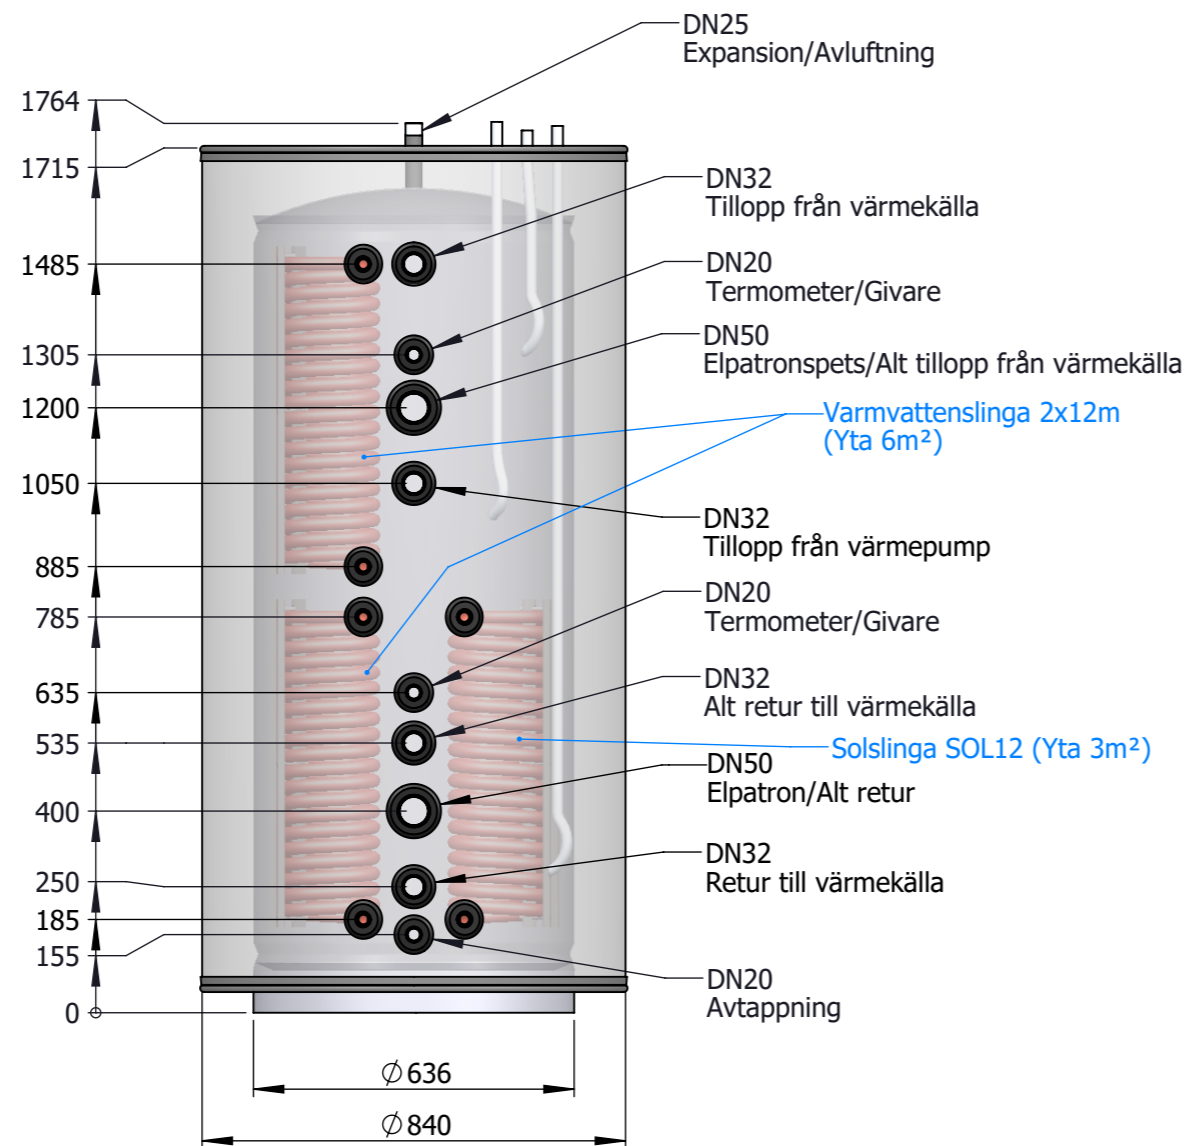 DN25
Expansion/Avluftning
1764
1715
DN32
Tillopp från värmekälla
1485
DN20
Termometer/Givare
1305
DN50
Elpatronspets/Alt tillopp från värmekälla
1200
Varmvattenslinga 2x12m
(Yta 6m²)
1050
DN32
Tillopp från värmepump
885
785
DN20
Termometer/Givare
635
DN32
Alt retur till värmekälla
535
Solslinga SOL12 (Yta 3m²)
DN50
Elpatron/Alt retur
400
DN32
Retur till värmekälla
250
185
155
DN20
Avtappning
0
∅636
∅840